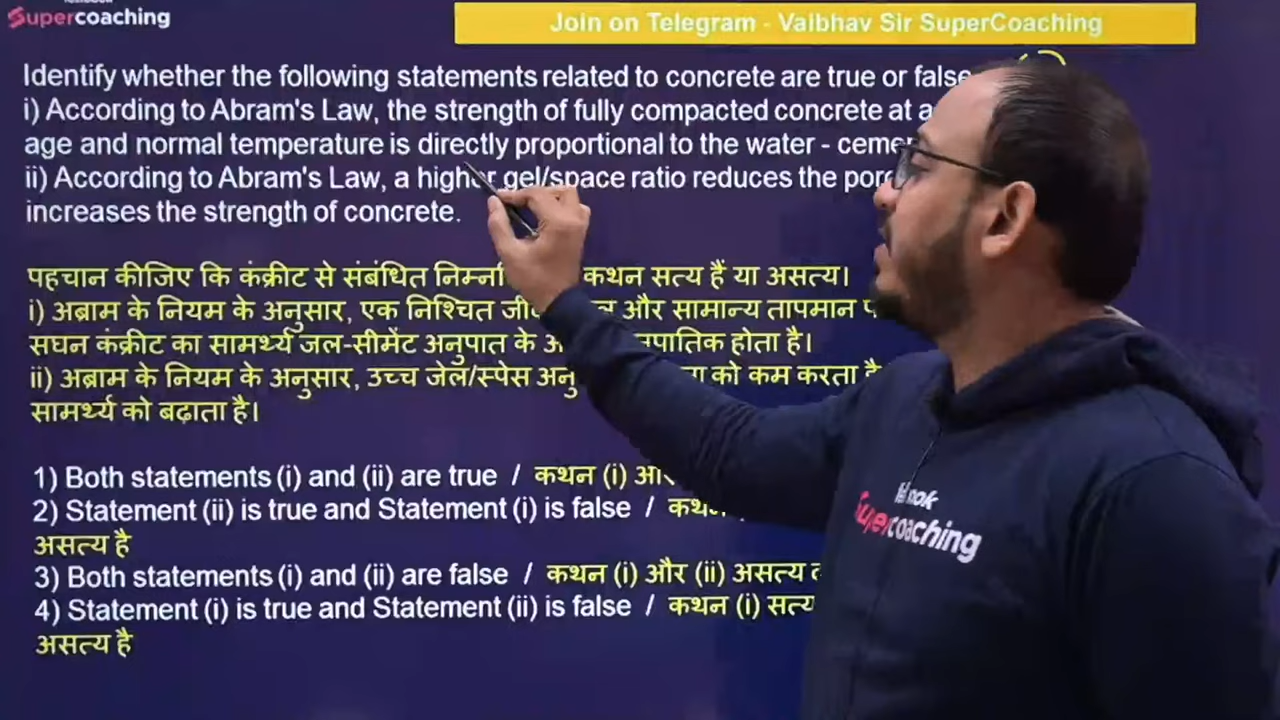 Supercoaching
Join on Telegram - Vaibhav Sir SuperCoaching
Identify whether the following statements related to concrete are true or false
i) According to Abram's Law, the strength of fully compacted concrete at a
age and normal temperature is directly proportional to the water - ceme
ii) According to Abram's Law, a higher gel/space ratio reduces the por
increases the strength of concrete.
पहचान कीजिए कि कंक्रीट से संबंधित कथन सत्य हैं या असत्य।
i) अब्राम के नियम के अनुसार, एक निश्चित और सामान्य तापमान
सघन कंक्रीट का सामर्थ्य जल-सीमेंट अनुपात के होता है।
ii) अब्राम के नियम के अनुसार, उच्च जेल/स्पेस को कम करता है
सामर्थ्य को बढ़ाता है।
1) Both statements (i) and (ii) are true / कथन (i)
2) Statement (ii) is true and Statement (i) is false /
असत्य है
3) Both statements (i) and (ii) are false / कथन (i) और (ii) असत्य
4) Statement (i) is true and Statement (ii) is false / कथन (i) सत्य
असत्य है
testbook
Supercoaching